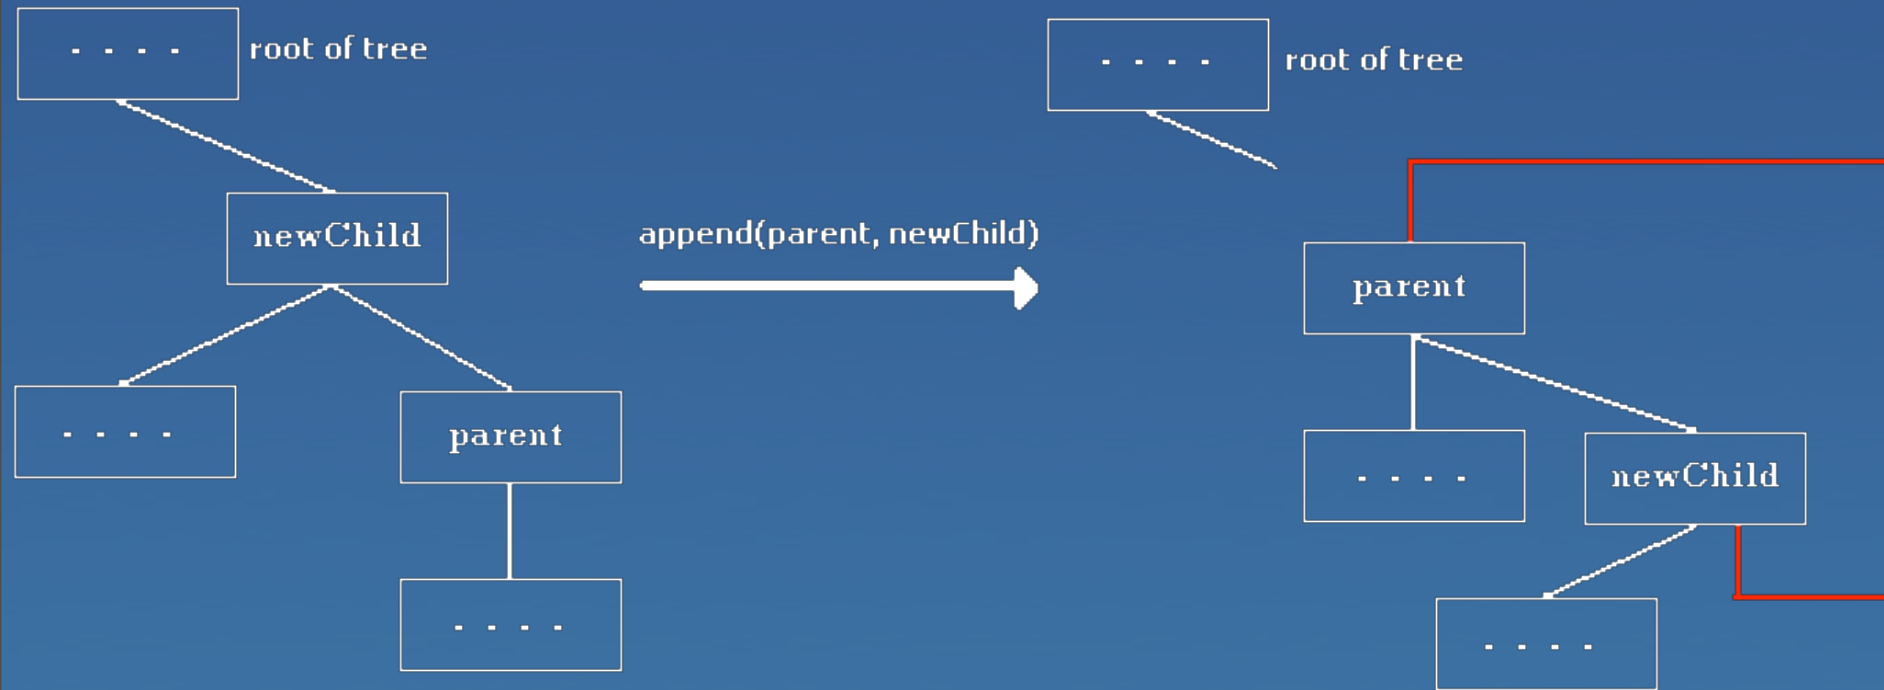 - - - -
root of tree
newChild
- - - -
parent
- - - -
append(parent, newChild)
- - - -
root of tree
parent
- - - -
newChild
- - - -